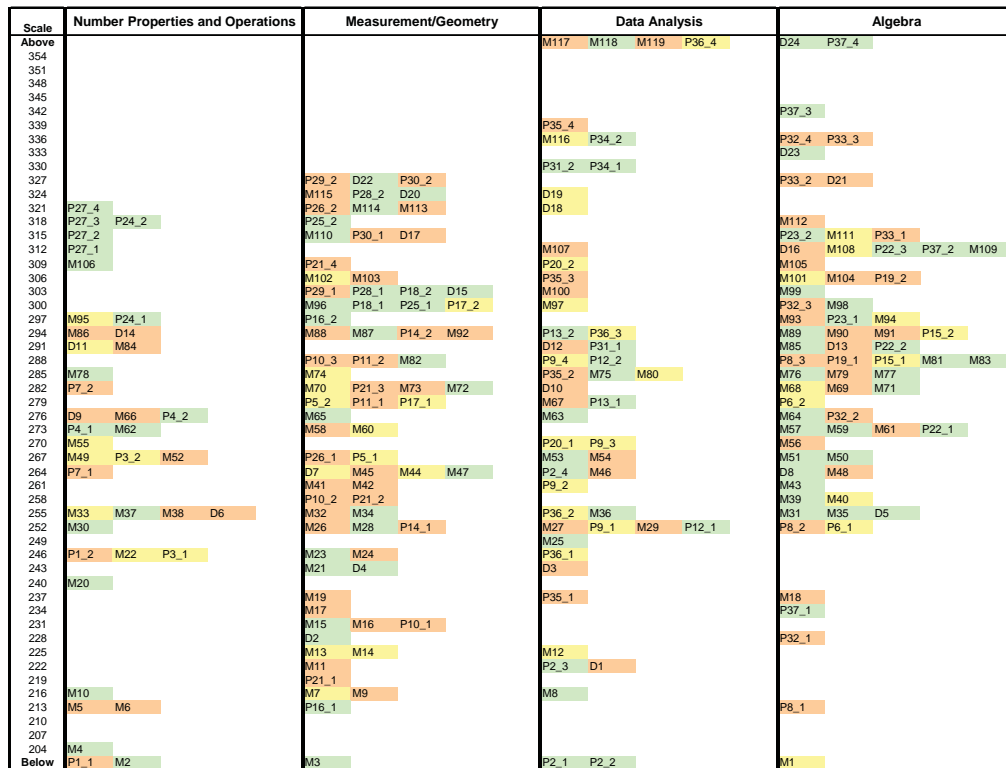 Scale Number Properties and Operations Measurement/Geometry Data Analysis Algebra
Above M117 M118 M119 P36_4 D24 P37_4
354
351
348
345
342 P37_3
339 P35_4
336 M116 P34_2 P32_4 P33_3
333 D23
330 P31_2 P34_1
327 P29_2 D22 P30_2 P33_2 D21
324 M115 P28_2 D20 D19
321 P27_4 P26_2 M114 M113 D18
318 P27_3 P24_2 P25_2 M112
315 P27_2 M110 P30_1 D17 P23_2 M111 P33_1
312 P27_1 M107 D16 M108 P22_3 P37_2 M109
309 M106 P21_4 P20_2 M105
306 M102 M103 P35_3 M101 M104 P19_2
303 P29_1 P28_1 P18_2 D15 M100 M99
300 M96 P18_1 P25_1 P17_2 M97 P32_3 M98
297 M95 P24_1 P16_2 M93 P23_1 M94
294 M86 D14 M88 M87 P14_2 M92 P13_2 P36_3 M89 M90 M91 P15_2
291 D11 M84 D12 P31_1 M85 D13 P22_2
288 P10_3 P11_2 M82 P9_4 P12_2 P8_3 P19_1 P15_1 M81 M83
285 M78 M74 P35_2 M75 M80 M76 M79 M77
282 P7_2 M70 P21_3 M73 M72 D10 M68 M69 M71
279 P5_2 P11_1 P17_1 M67 P13_1 P6_2
276 D9 M66 P4_2 M65 M63 M64 P32_2
273 P4_1 M62 M58 M60 M57 M59 M61 P22_1
270 M55 P20_1 P9_3 M56
267 M49 P3_2 M52 P26_1 P5_1 M53 M54 M51 M50
264 P7_1 D7 M45 M44 M47 P2_4 M46 D8 M48
261 M41 M42 P9_2 M43
258 P10_2 P21_2 M39 M40
255 M33 M37 M38 D6 M32 M34 P36_2 M36 M31 M35 D5
252 M30 M26 M28 P14_1 M27 P9_1 M29 P12_1 P8_2 P6_1
249 M25
246 P1_2 M22 P3_1 M23 M24 P36_1
243 M21 D4 D3
240 M20
237 M19 P35_1 M18
234 M17 P37_1
231 M15 M16 P10_1
228 D2 P32_1
225 M13 M14 M12
222 M11 P2_3 D1
219 P21_1
216 M10 M7 M9 M8
213 M5 M6 P16_1 P8_1
210
207
204 M4
Below P1_1 M2 M3 P2_1 P2_2 M1